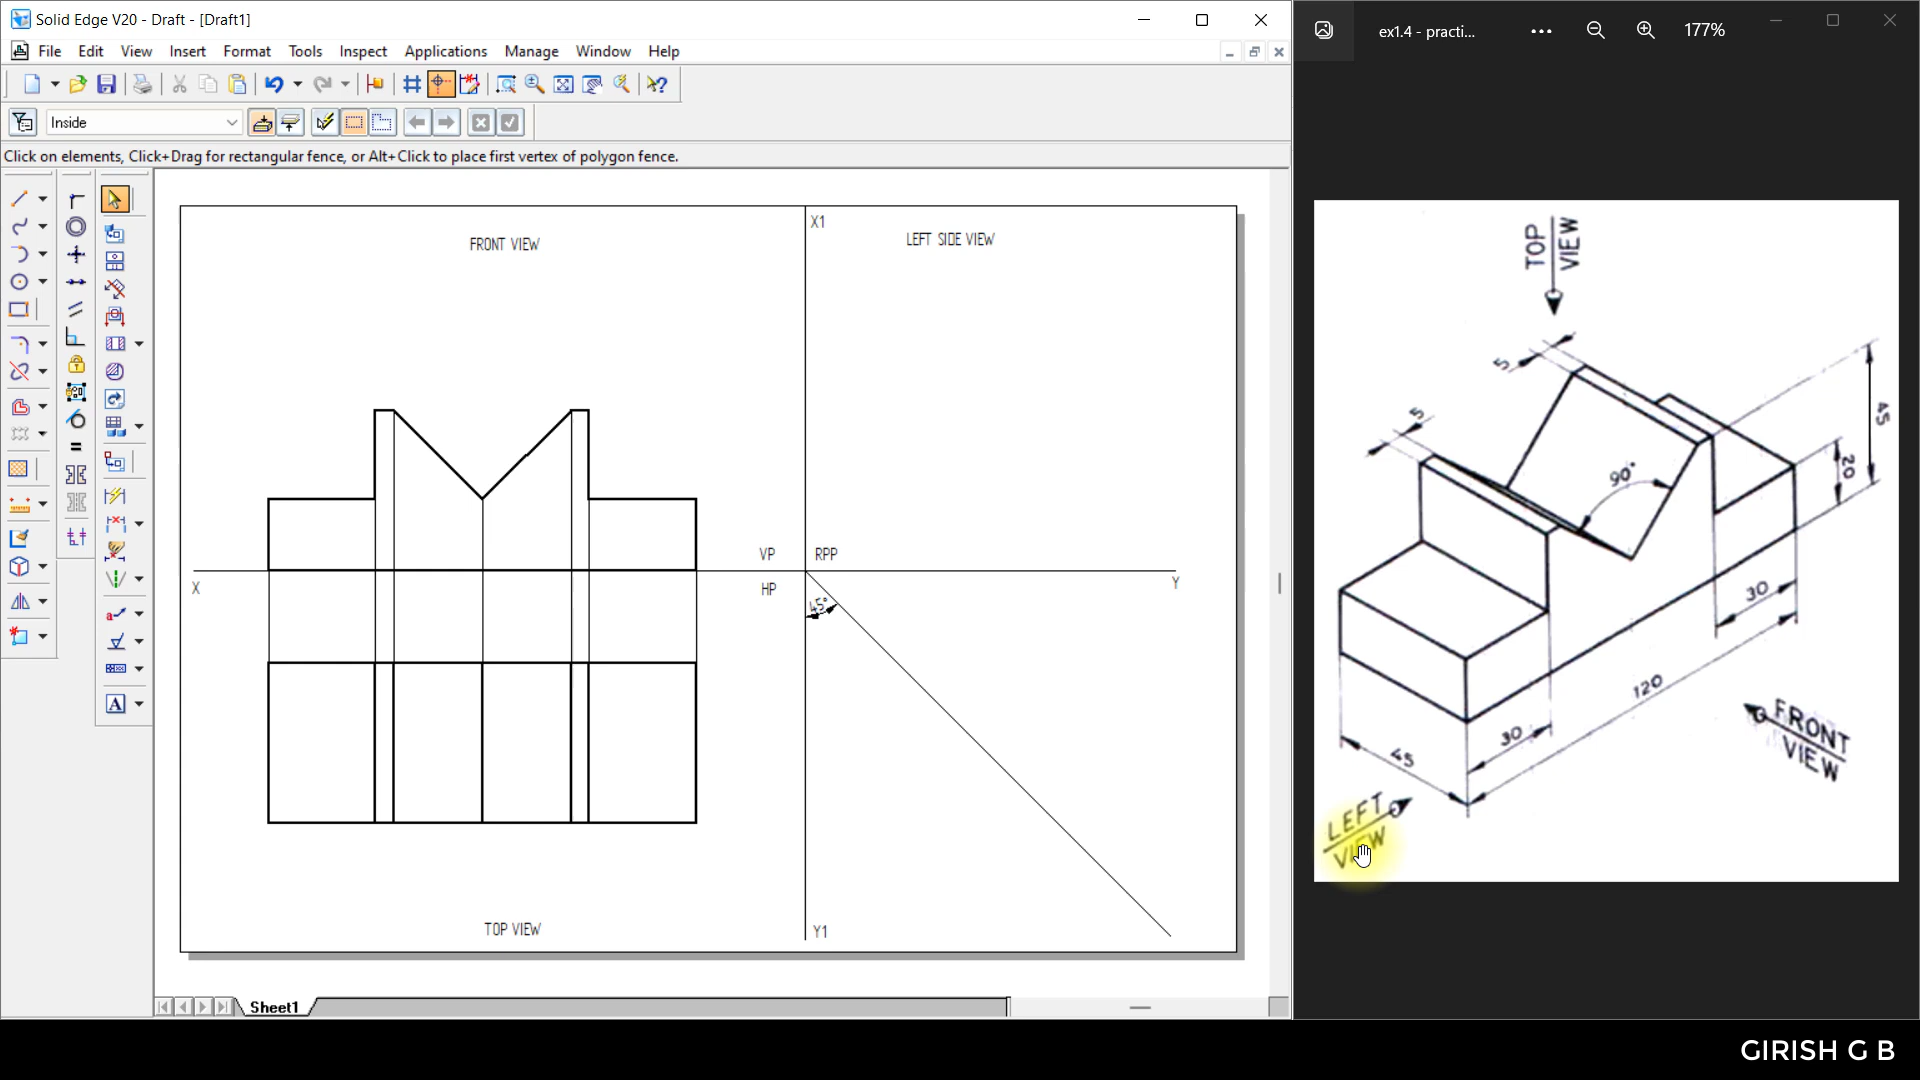 Solid Edge V20 - Draft - [Draft1]
File Edit View Insert Format Tools Inspect Applications Manage Window Help
Inside
Click on elements, Click+Drag for rectangular fence, or Alt+Click to place first vertex of polygon fence.
FRONT VIEW
X1
LEFT SIDE VIEW
VP
RPP
X
HP
Y
45°
TOP VIEW
Y1
Sheet1
ex1.4 - practi...
177%
TOP
VIEW
5
45
5
20
90°
30
120
FRONT
VIEW
30
45
LEFT
VIEW
GIRISH G B